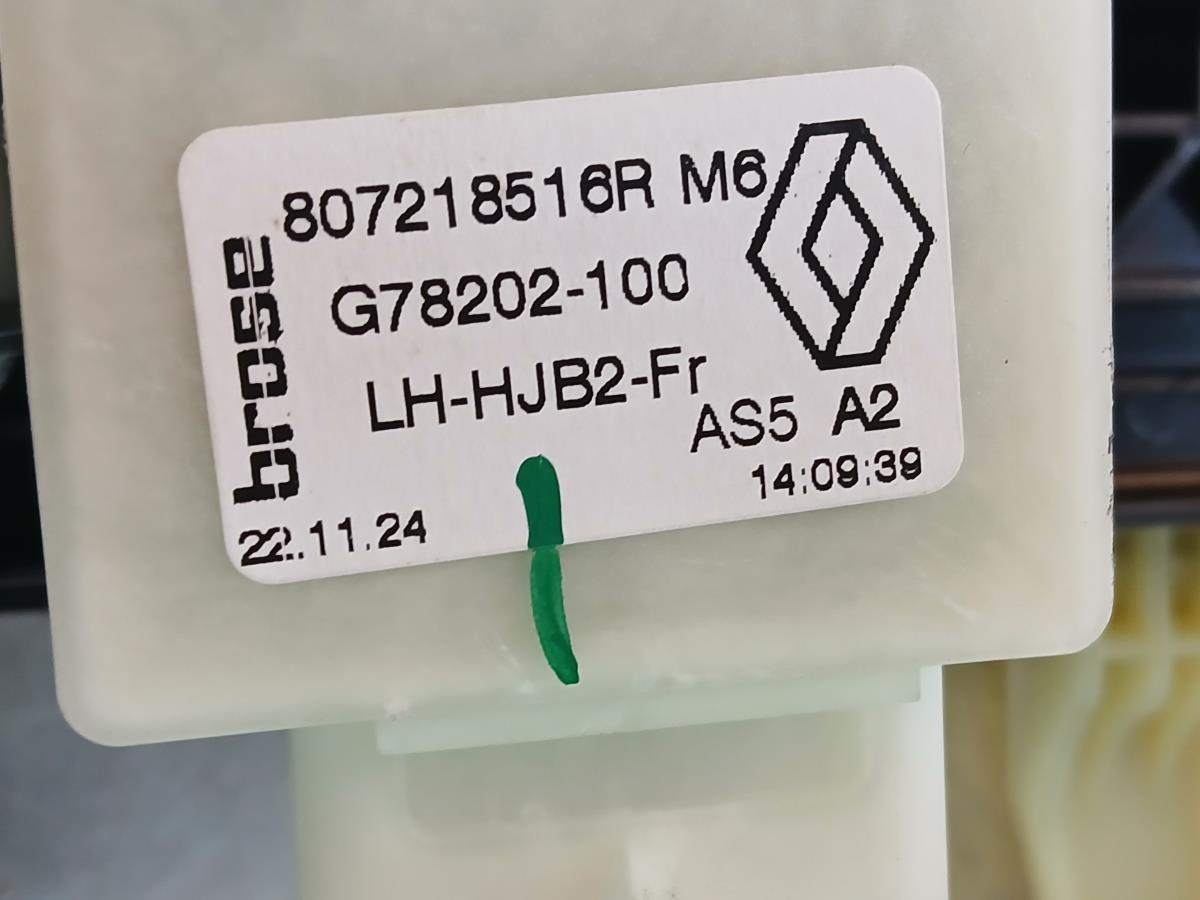 807218516R M6
brose
G78202-100
LH-HJB2-Fr
AS5 A2
22.11.24
14:09:39